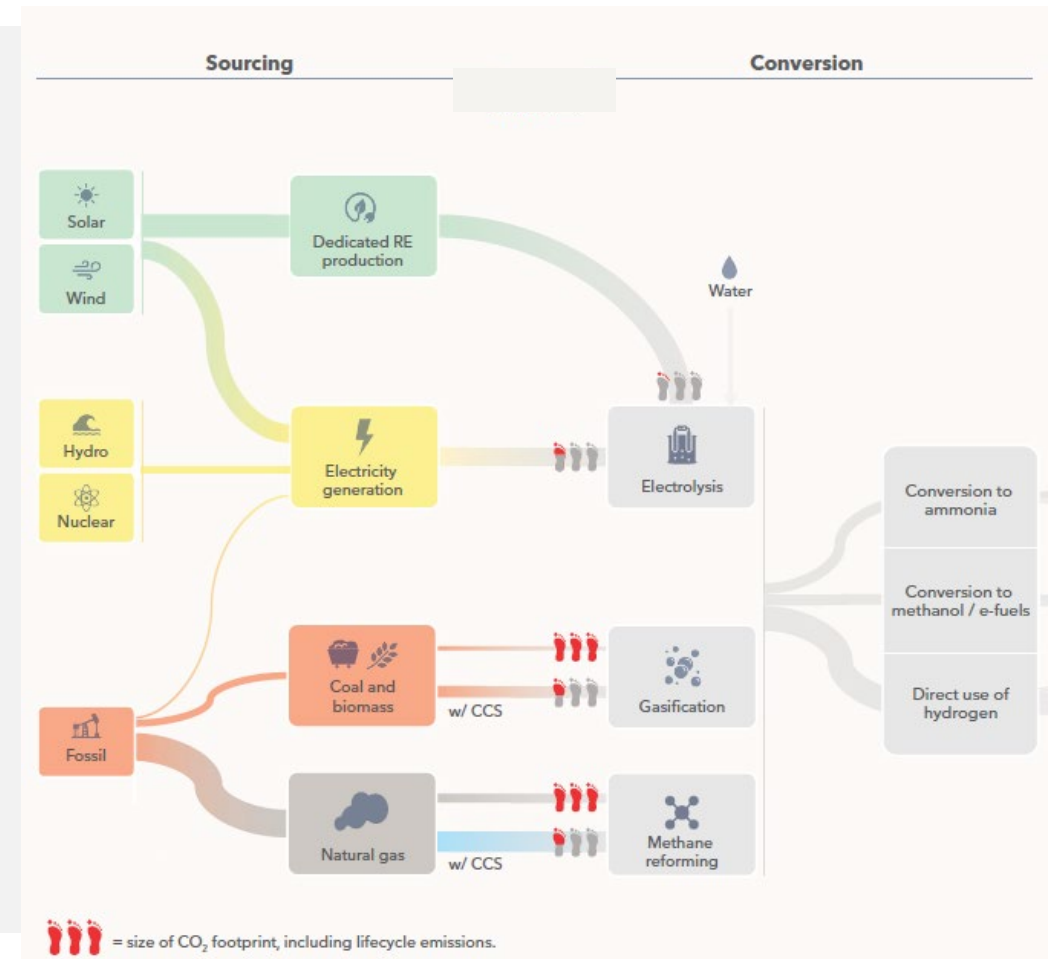 Sourcing
Conversion
Solar
Wind
Dedicated RE
production
Water
Hydro
Nuclear
Electricity
generation
Electrolysis
Conversion to
ammonia
Conversion to
methanol / e-fuels
Direct use of
hydrogen
Fossil
Coal and
biomass
w/ CCS
Gasification
Natural gas
w/ CCS
Methane
reforming
= size of CO₂ footprint, including lifecycle emissions.